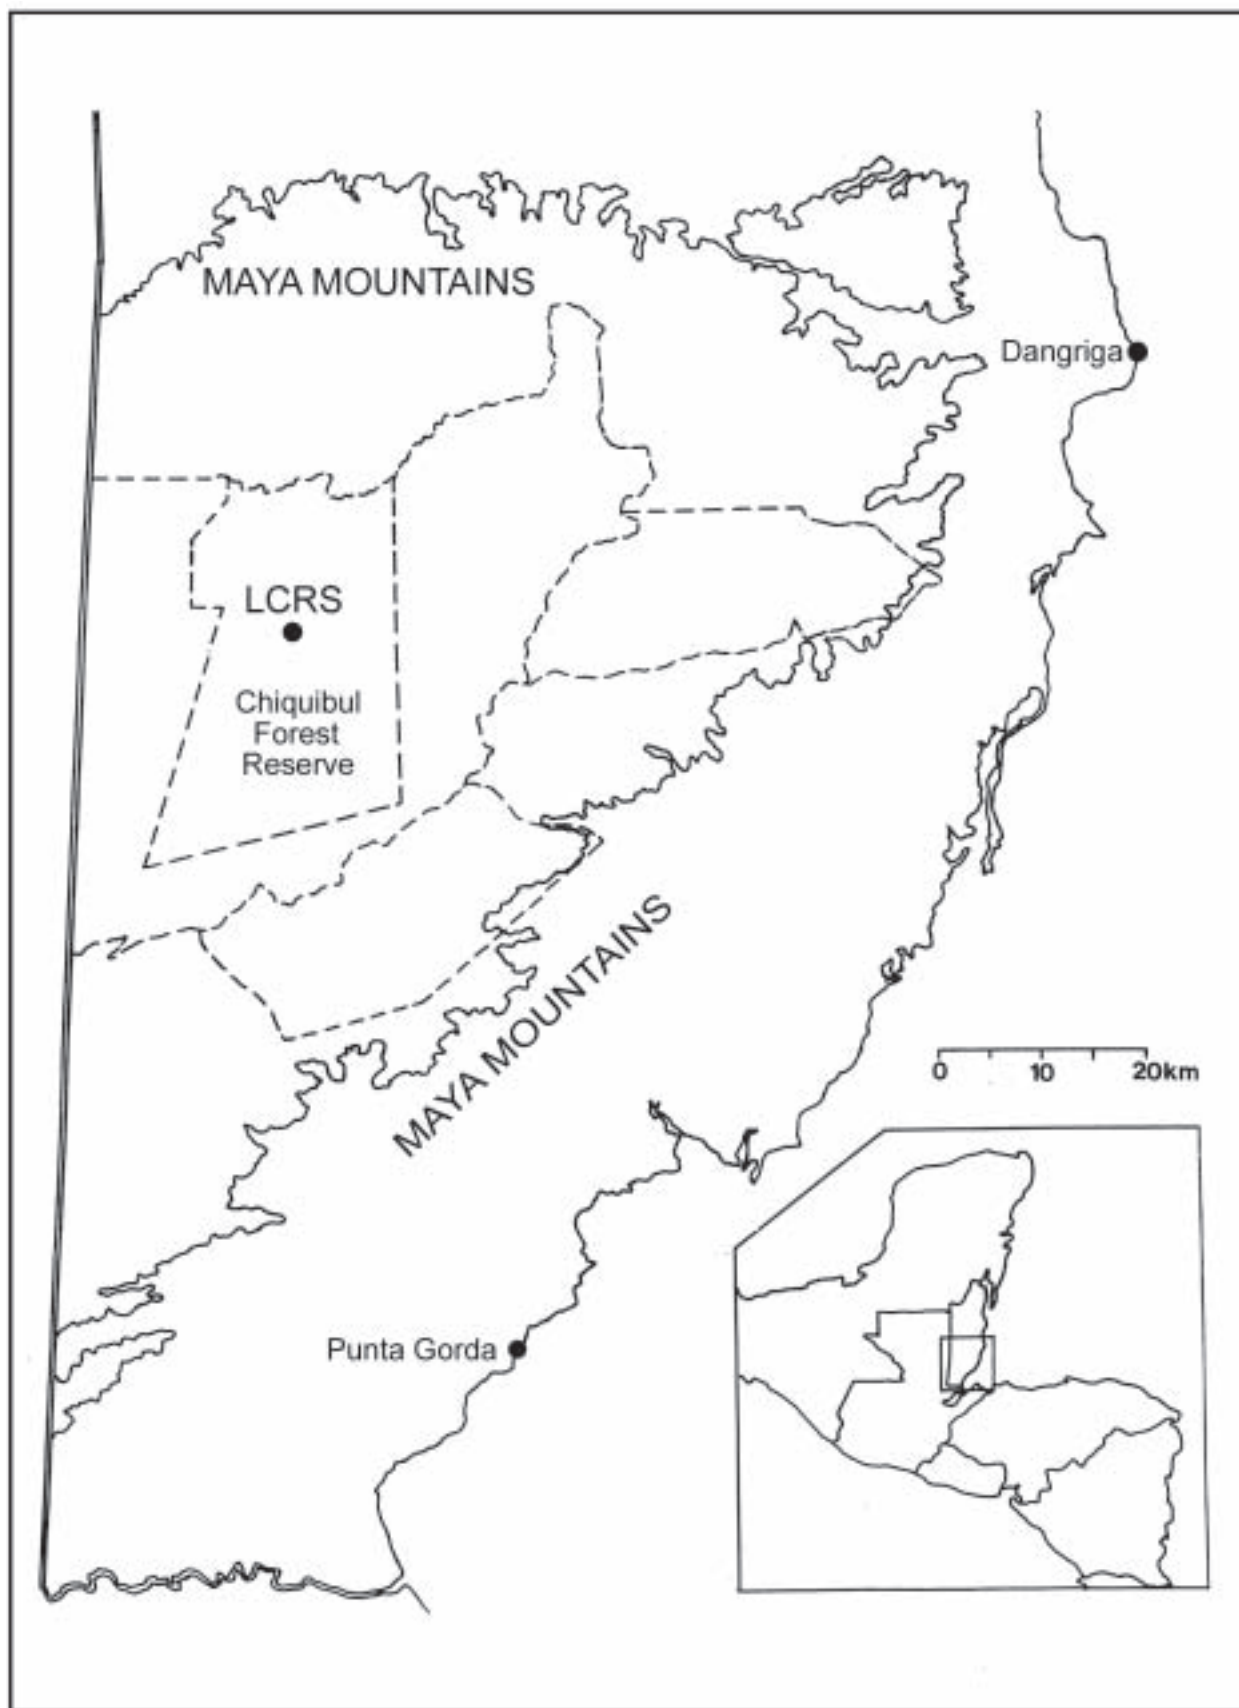 MAYA MOUNTAINS
Dangriga
LCRS
Chiquibul
Forest
Reserve
MAYA MOUNTAINS
0 10 20km
Punta Gorda